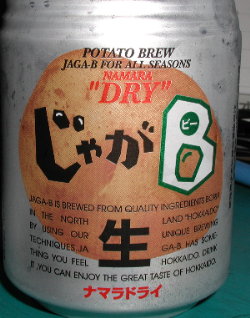 POTATO BREW
JAGA-B FOR ALL SEASONS
NAMARA
"DRY"
じゃがB
ビー
JAGA-B IS BREWED FROM QUALITY INGREDIENTS BORN
IN THE NORTH LAND "HOKKAIDO
BY USING OUR UNIQUE BREWING
TECHNIQUES. JAGA-B HAS SOME-
THING YOU FEEL HOKKAIDO. DRINK
IT, YOU CAN ENJOY THE GREAT TASTE OF HOKKAIDO.
生
ナマラドライ